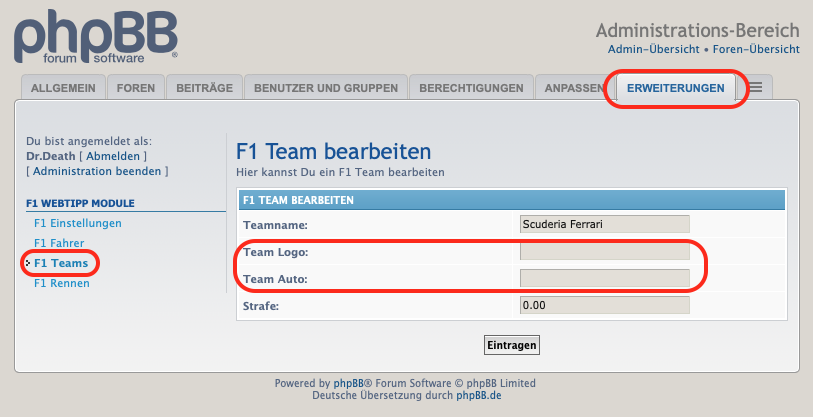 phpBB®
forum software
Administrations-Bereich
Admin-Übersicht • Foren-Übersicht
ALLGEMEIN FOREN BEITRÄGE BENUTZER UND GRUPPEN BERECHTIGUNGEN ANPASSEN ERWEITERUNGEN
Du bist angemeldet als:
Dr.Death [ Abmelden ]
[ Administration beenden ]
F1 WEBTIPP MODULE
F1 Einstellungen
F1 Fahrer
F1 Teams
F1 Rennen
F1 Team bearbeiten
Hier kannst Du ein F1 Team bearbeiten
F1 TEAM BEARBEITEN
Teamname: Scuderia Ferrari
Team Logo:
Team Auto:
Strafe: 0.00
Eintragen
Powered by phpBB® Forum Software © phpBB Limited
Deutsche Übersetzung durch phpBB.de